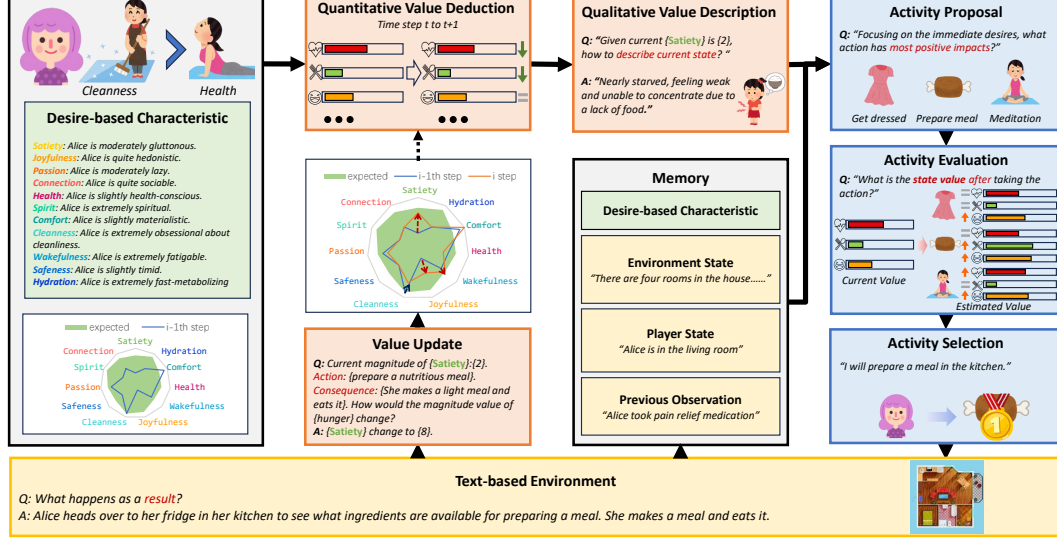 Cleanness
Health
Desire-based Characteristic
Satiety: Alice is moderately gluttonous.
Joyfulness: Alice is quite hedonistic.
Passion: Alice is moderately lazy.
Connection: Alice is quite sociable.
Health: Alice is slightly health-conscious.
Spirit: Alice is extremely spiritual.
Comfort: Alice is slightly materialistic.
Cleanness: Alice is extremely obsessional about
cleanliness.
Wakefulness: Alice is extremely fatigable.
Safeness: Alice is slightly timid.
Hydration: Alice is extremely fast-metabolizing
expected
i-1th step
Satiety
Connection
Hydration
Spirit
Comfort
Passion
Health
Safeness
Wakefulness
Cleanness
Joyfulness
Quantitative Value Deduction
Time step t to t+1
expected
i-1th step
i step
Satiety
Connection
Hydration
Spirit
Comfort
Passion
Health
Safeness
Wakefulness
Cleanness
Joyfulness
Value Update
Q: Current magnitude of {Satiety}:{2}.
Action: {prepare a nutritious meal}.
Consequence: {She makes a light meal and
eats it}. How would the magnitude value of
{hunger} change?
A: {Satiety} change to {8}.
Qualitative Value Description
Q: "Given current {Satiety} is {2},
how to describe current state? "
A: "Nearly starved, feeling weak
and unable to concentrate due to
a lack of food."
Memory
Desire-based Characteristic
Environment State
"There are four rooms in the house......"
Player State
"Alice is in the living room"
Previous Observation
"Alice took pain relief medication"
Activity Proposal
Q: "Focusing on the immediate desires, what
action has most positive impacts?"
Get dressed
Prepare meal
Meditation
Activity Evaluation
Q: "What is the state value after taking the
action?"
Current Value
Estimated Value
Activity Selection
"I will prepare a meal in the kitchen."
Text-based Environment
Q: What happens as a result?
A: Alice heads over to her fridge in her kitchen to see what ingredients are available for preparing a meal. She makes a meal and eats it.